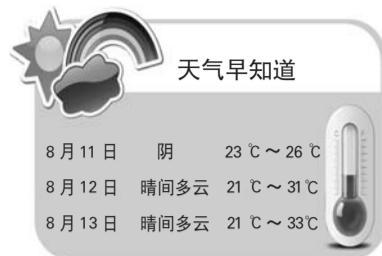 天气早知道
8月11日 阴 23℃～26℃
8月12日 晴间多云 21℃～31℃
8月13日 晴间多云 21℃～33℃